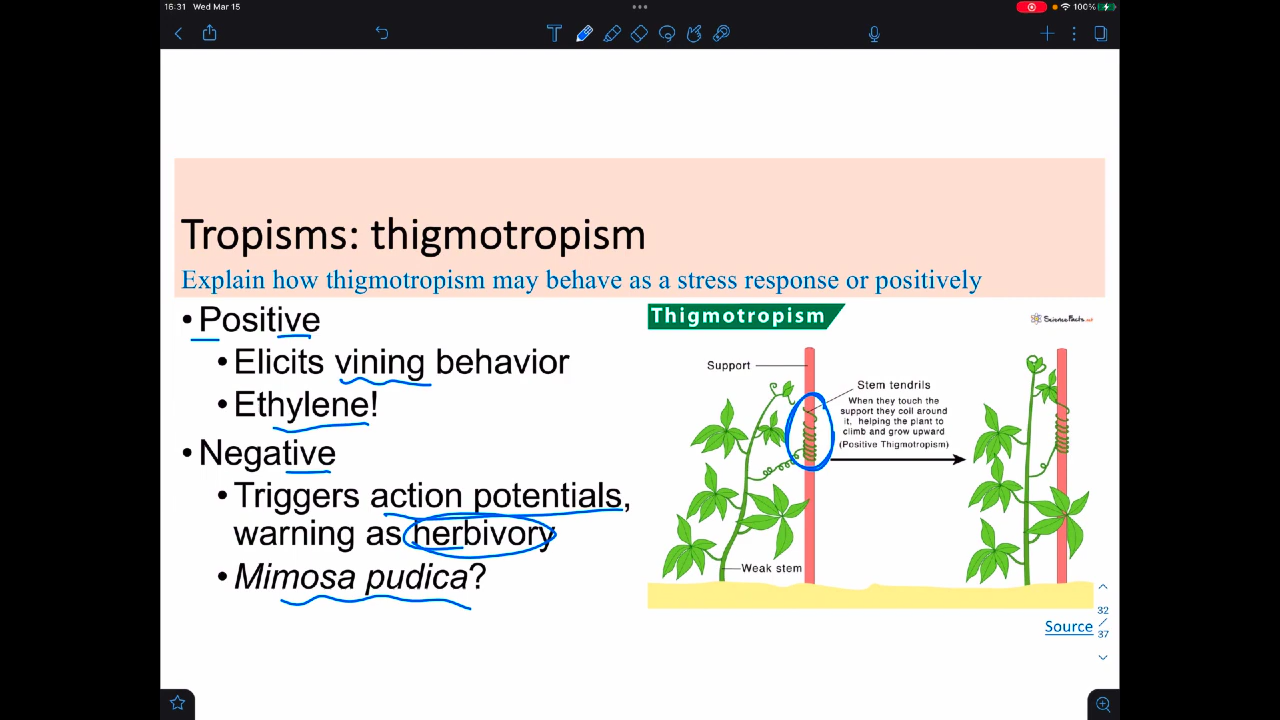 16:31 Wed Mar 15
100%
Tropisms: thigmotropism
Explain how thigmotropism may behave as a stress response or positively
• Positive
• Elicits vining behavior
• Ethylene!
• Negative
• Triggers action potentials,
warning as herbivory
• Mimosa pudica?
Thigmotropism
ScienceFacts.net
Support
Stem tendrils
When they touch the
support they coil around
it, helping the plant to
climb and grow upward
(Positive Thigmotropism)
Weak stem
32
/
37
Source